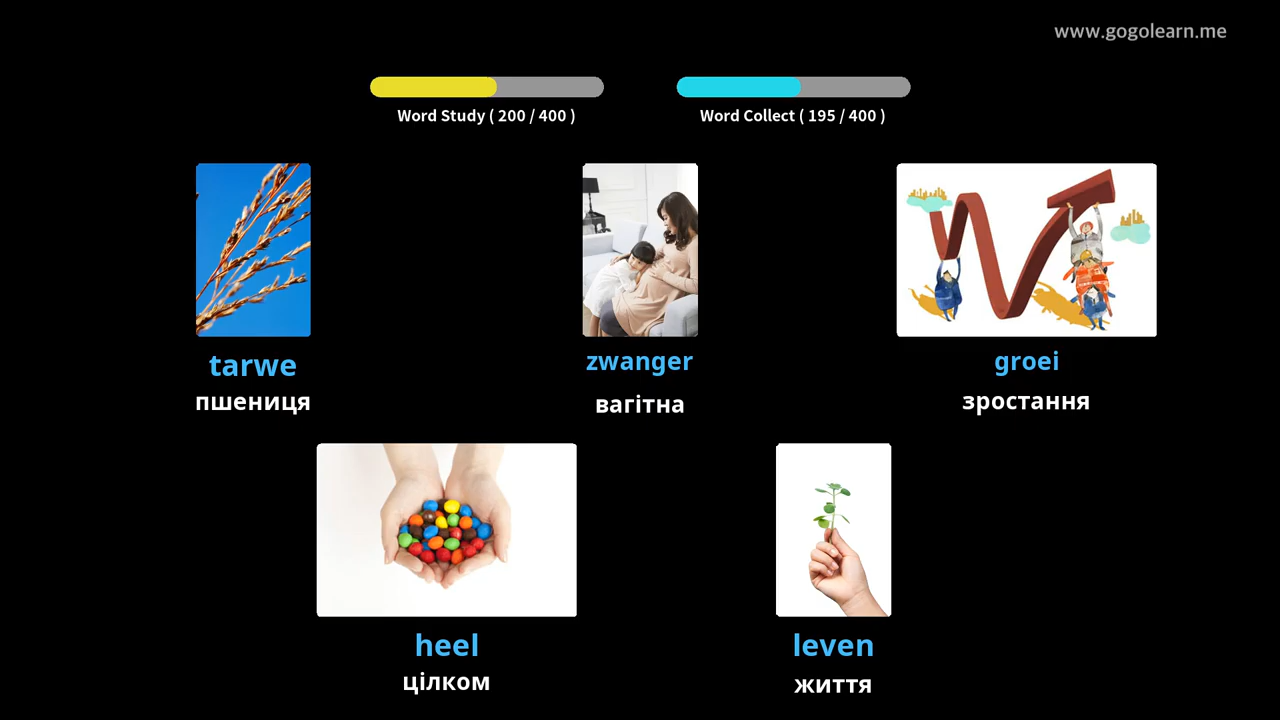 www.gogolearn.me
Word Study ( 200 / 400 )
Word Collect ( 195 / 400 )
tarwe
пшениця
zwanger
вагітна
groei
зростання
heel
цілком
leven
життя